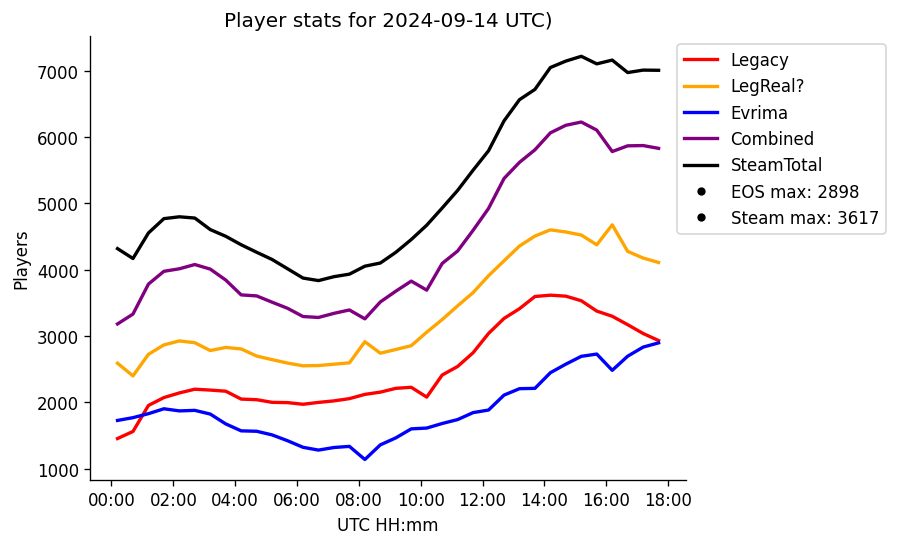 Player stats for 2024-09-14 UTC)
Players
7000
6000
5000
4000
3000
2000
1000
00:00 02:00 04:00 06:00 08:00 10:00 12:00 14:00 16:00 18:00
UTC HH:mm
Legacy
LegReal?
Evrima
Combined
SteamTotal
EOS max: 2898
Steam max: 3617